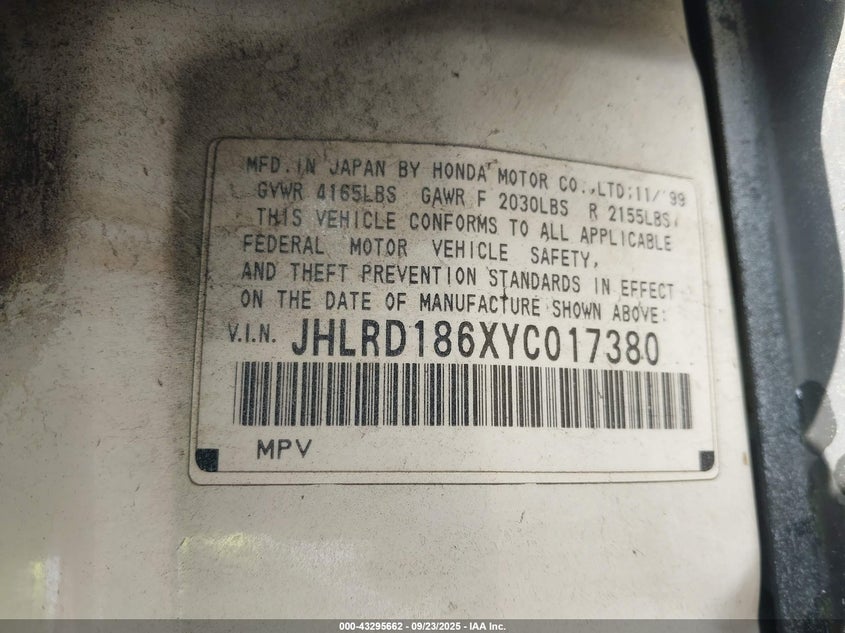 MFD. IN JAPAN BY HONDA MOTOR CO., LTD; 11/'99
GVWR 4165LBS GAWR F 2030LBS R 2155LBS
THIS VEHICLE CONFORMS TO ALL APPLICABLE
FEDERAL MOTOR VEHICLE SAFETY,
AND THEFT PREVENTION STANDARDS IN EFFECT
ON THE DATE OF MANUFACTURE SHOWN ABOVE:
V.I.N. JHLRD186XYC017380
MPV
000-43295662 - 09/23/2025 - IAA Inc.